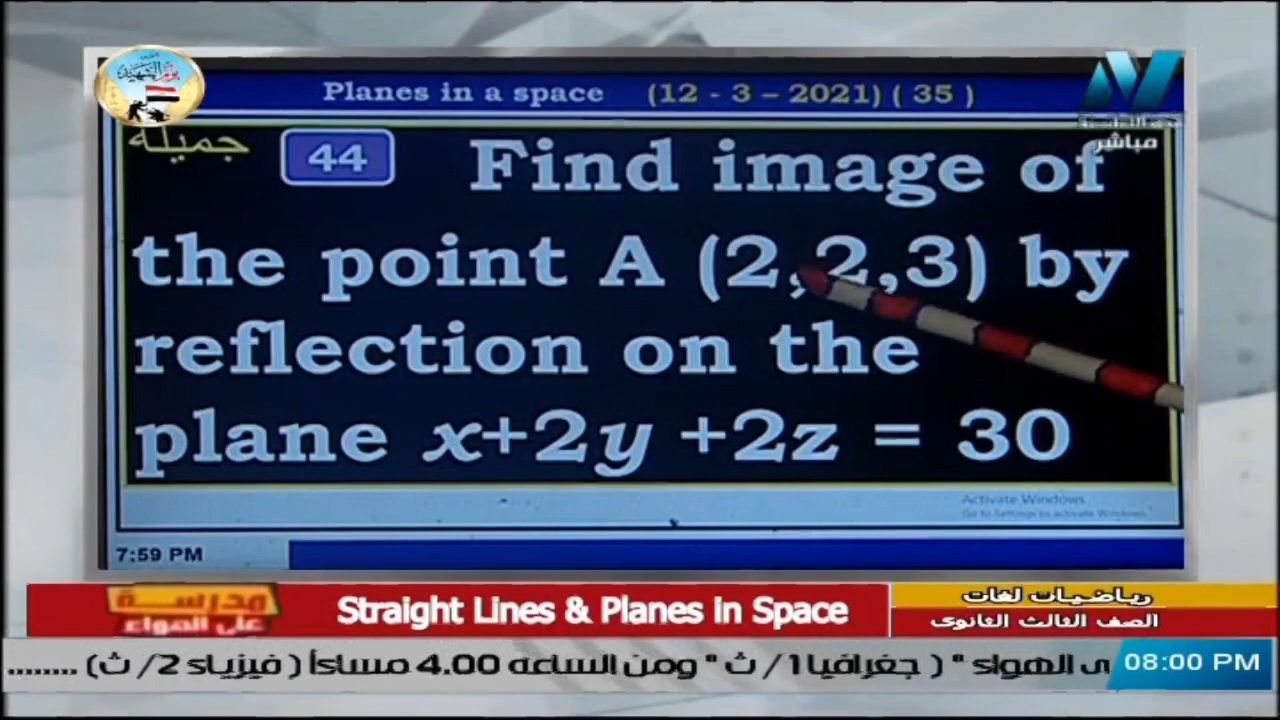 يوم الشهيد
Planes in a space (12 - 3 – 2021) ( 35 )
مباشر
جميلة
44 Find image of
the point A (2,2,3) by
reflection on the
plane x+2y +2z = 30
Activate Windows
Go to Settings to activate Windows.
7:59 PM
مدرسة
على الهواء
Straight Lines & Planes in Space
رياضيات لغات
الصف الثالث الثانوى
ى الهواء " ( جغرافيا 1/ ث " ومن الساعه 4.00 مساءاً ( فيزياء 2/ ث) ........
08:00 PM